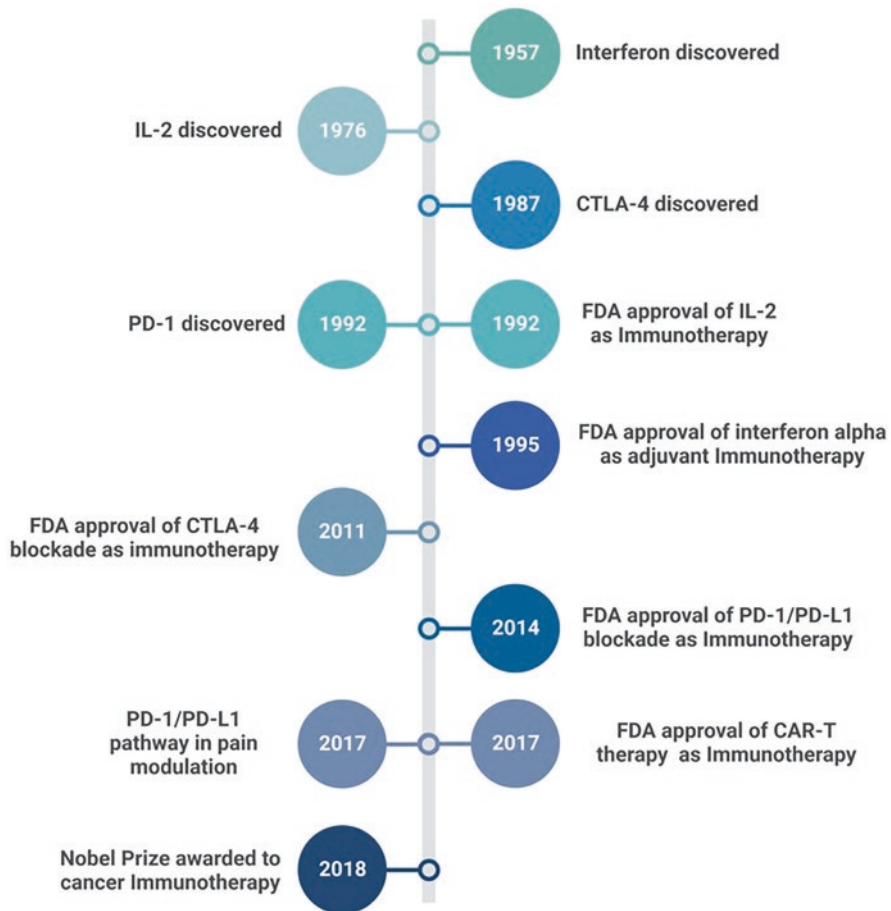 1957
Interferon discovered
IL-2 discovered
1976
1987
CTLA-4 discovered
PD-1 discovered
1992
1992
FDA approval of IL-2
as Immunotherapy
1995
FDA approval of interferon alpha
as adjuvant Immunotherapy
FDA approval of CTLA-4
blockade as immunotherapy
2011
2014
FDA approval of PD-1/PD-L1
blockade as Immunotherapy
PD-1/PD-L1
pathway in pain
modulation
2017
2017
FDA approval of CAR-T
therapy as Immunotherapy
Nobel Prize awarded to
cancer Immunotherapy
2018